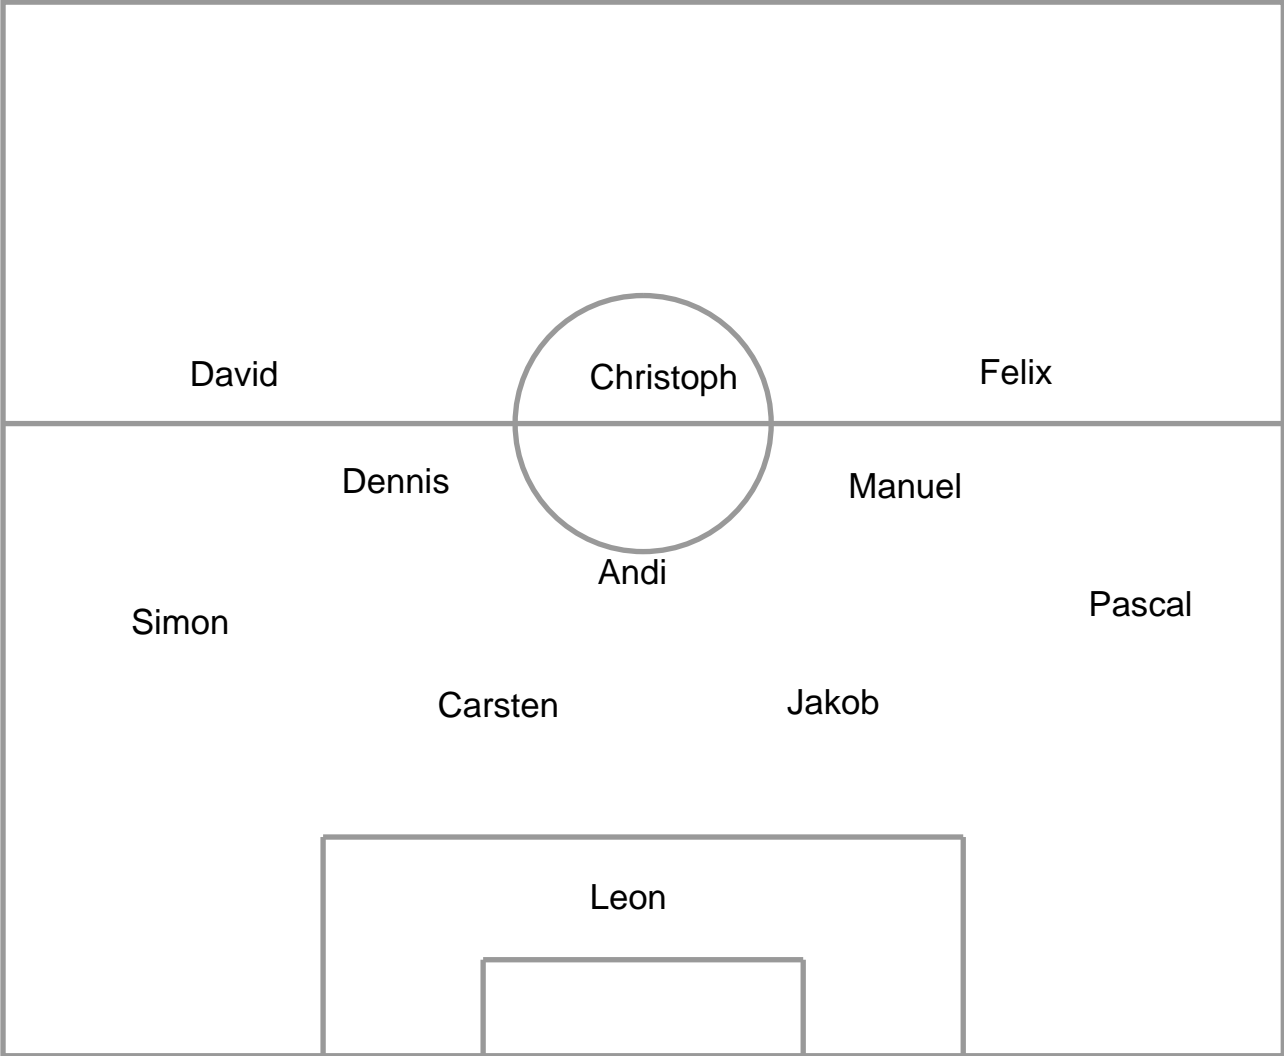 David
Christoph
Felix
Dennis
Manuel
Andi
Simon
Pascal
Carsten
Jakob
Leon